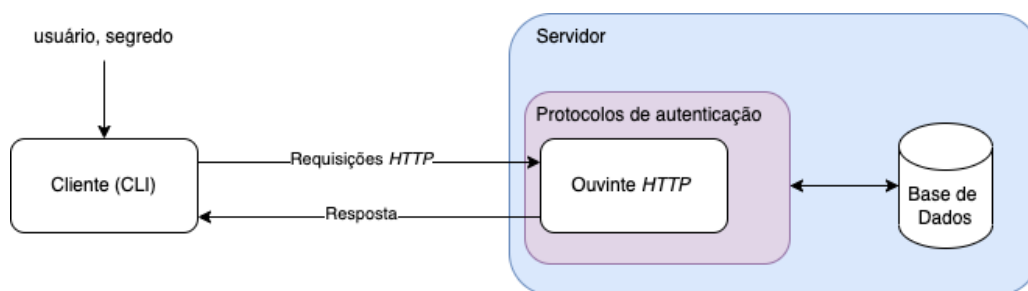 usuário, segredo
Servidor
Protocolos de autenticação
Cliente (CLI)
Requisições HTTP
Resposta
Ouvinte HTTP
Base de
Dados